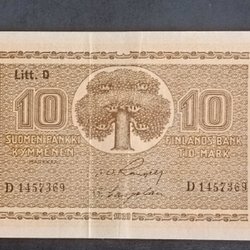 Litt. D
10 10
SUOMEN PANKKI FINLANDS BANK
KYMMENEN TIO MARK
MARKKAA
D 1457369 D 1457369